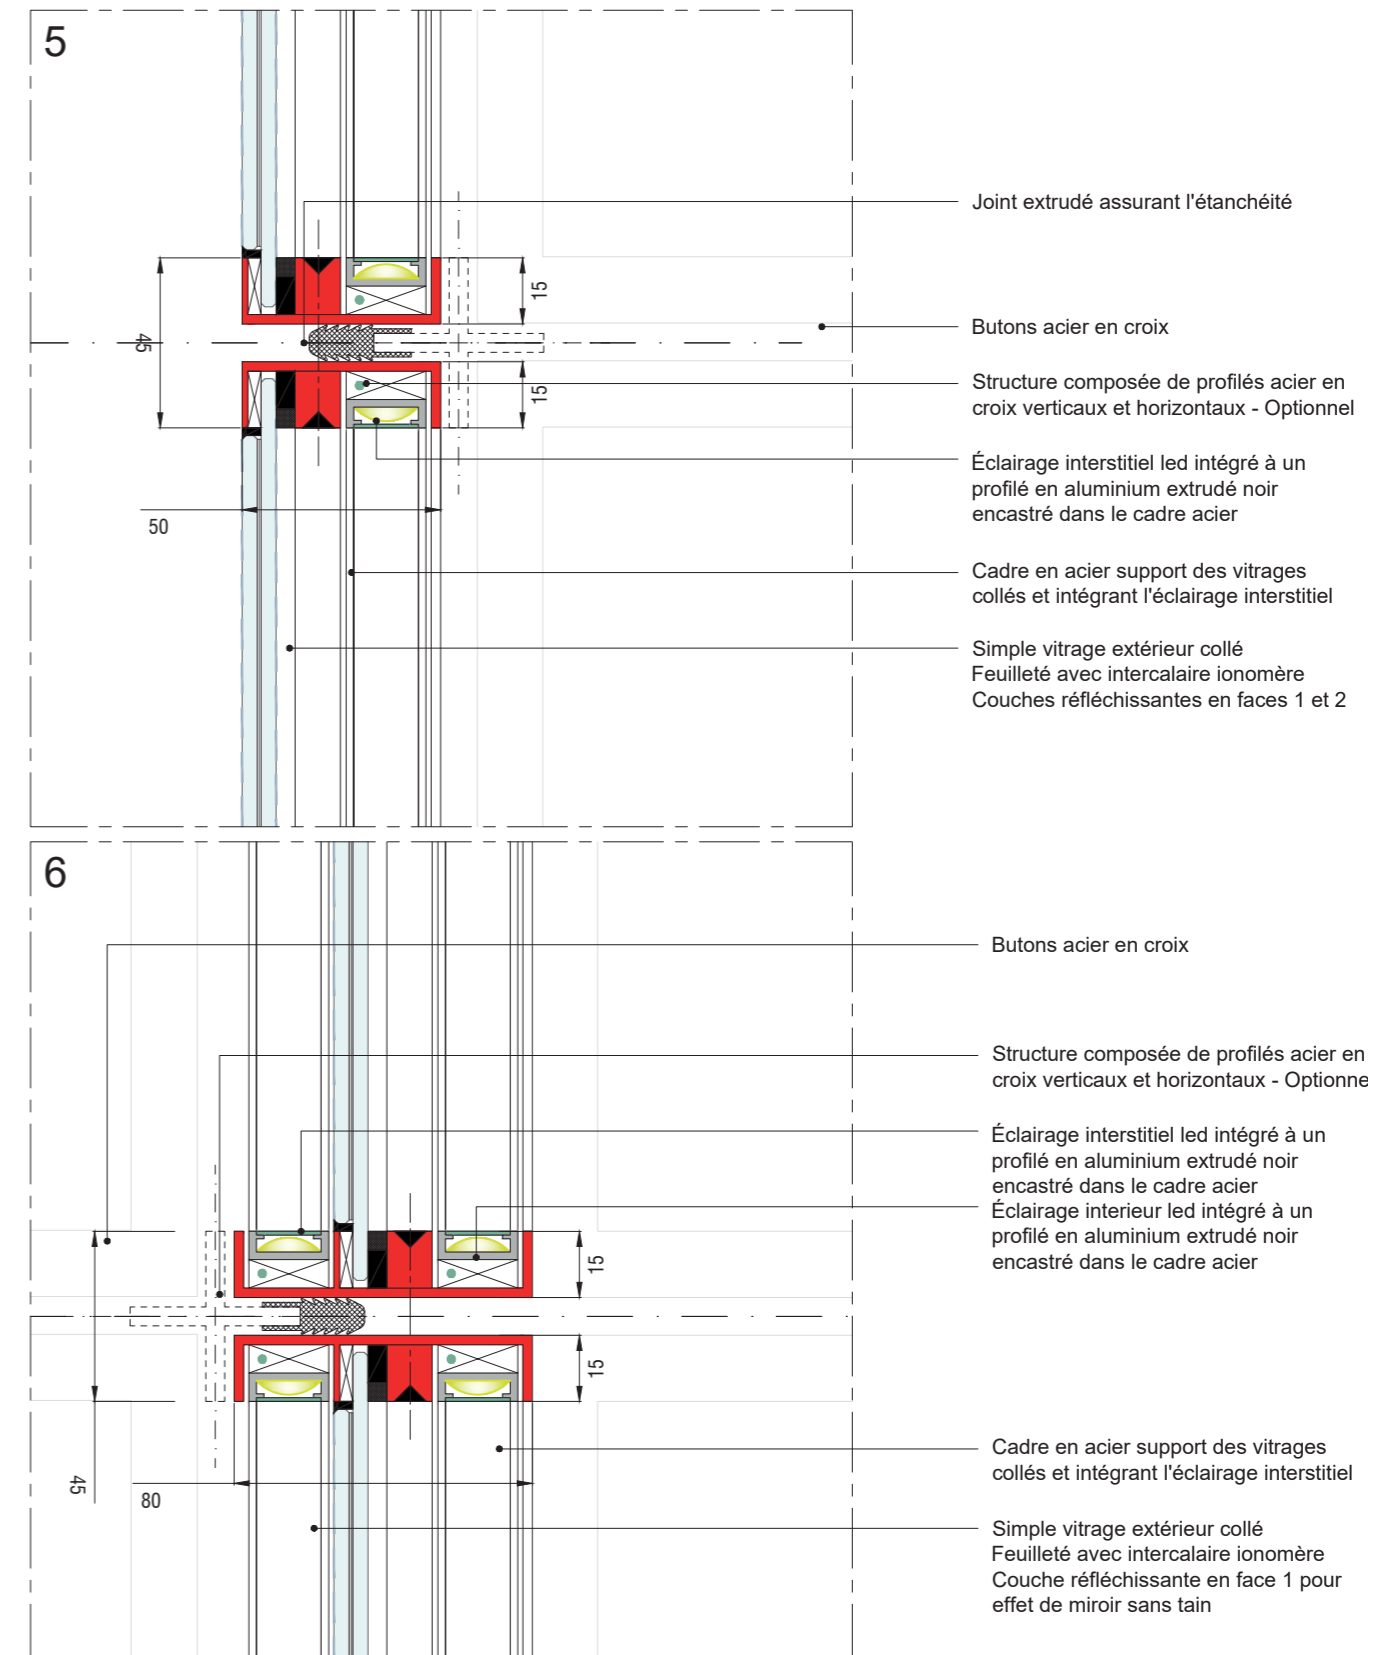 5
Joint extrudé assurant l'étanchéité
15
Butons acier en croix
45
Structure composée de profilés acier en
croix verticaux et horizontaux - Optionnel
15
Éclairage interstitiel led intégré à un
profilé en aluminium extrudé noir
encastré dans le cadre acier
50
Cadre en acier support des vitrages
collés et intégrant l'éclairage interstitiel
Simple vitrage extérieur collé
Feuilleté avec intercalaire ionomère
Couches réfléchissantes en faces 1 et 2
6
Butons acier en croix
Structure composée de profilés acier en
croix verticaux et horizontaux - Optionne
Éclairage interstitiel led intégré à un
profilé en aluminium extrudé noir
encastré dans le cadre acier
Éclairage interieur led intégré à un
profilé en aluminium extrudé noir
encastré dans le cadre acier
15
15
Cadre en acier support des vitrages
collés et intégrant l'éclairage interstitiel
45
80
Simple vitrage extérieur collé
Feuilleté avec intercalaire ionomère
Couche réfléchissante en face 1 pour
effet de miroir sans tain